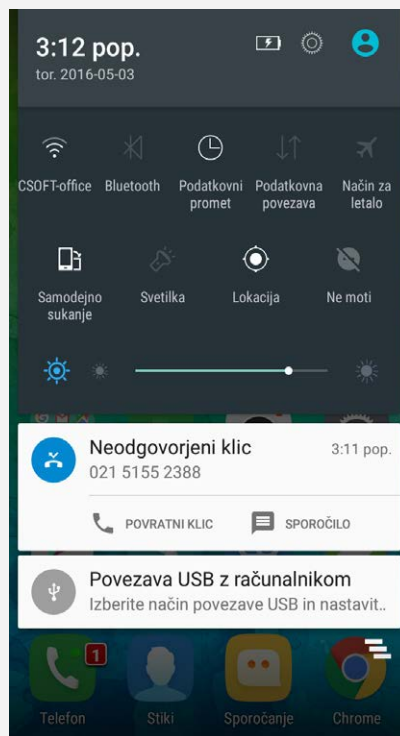 3:12 pop.
tor. 2016-05-03
CSOFT-office
Bluetooth
Podatkovni
promet
Podatkovna
povezava
Način za
letalo
Samodejno
sukanje
Svetilka
Lokacija
Ne moti
Neodgovorjeni klic 3:11 pop.
021 5155 2388
POVRATNI KLIC SPOROČILO
Povezava USB z računalnikom
Izberite način povezave USB in nastavit..
1
Telefon Stiki Sporočanje Chrome